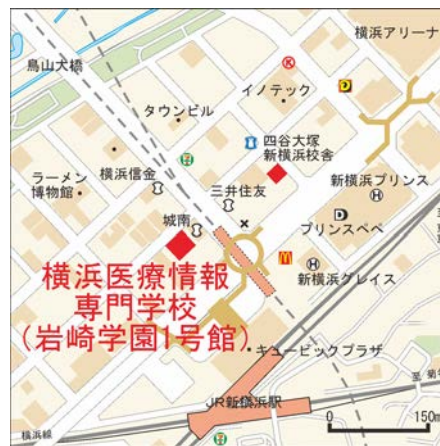 横浜アリーナ
鳥山大橋
イノテック
タウンビル
四谷大塚
新横浜校舎
横浜信金
ラーメン
博物館
三井住友
新横浜プリンス
城南
プリンスペペ
横浜医療情報
専門学校
(岩崎学園1号館)
新横浜グレイス
キュービックプラザ
至 菊名
JR新横浜駅
横浜線
0 150m